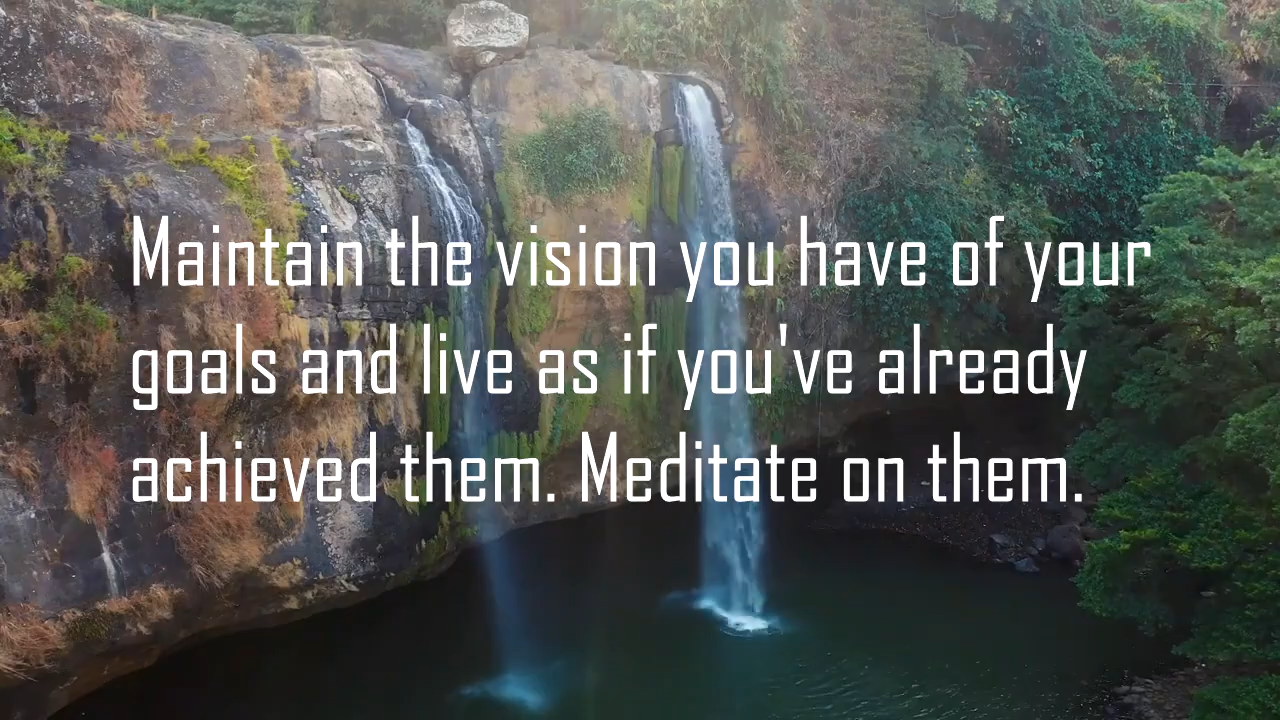 Maintain the vision you have of your
goals and live as if you've already
achieved them. Meditate on them.